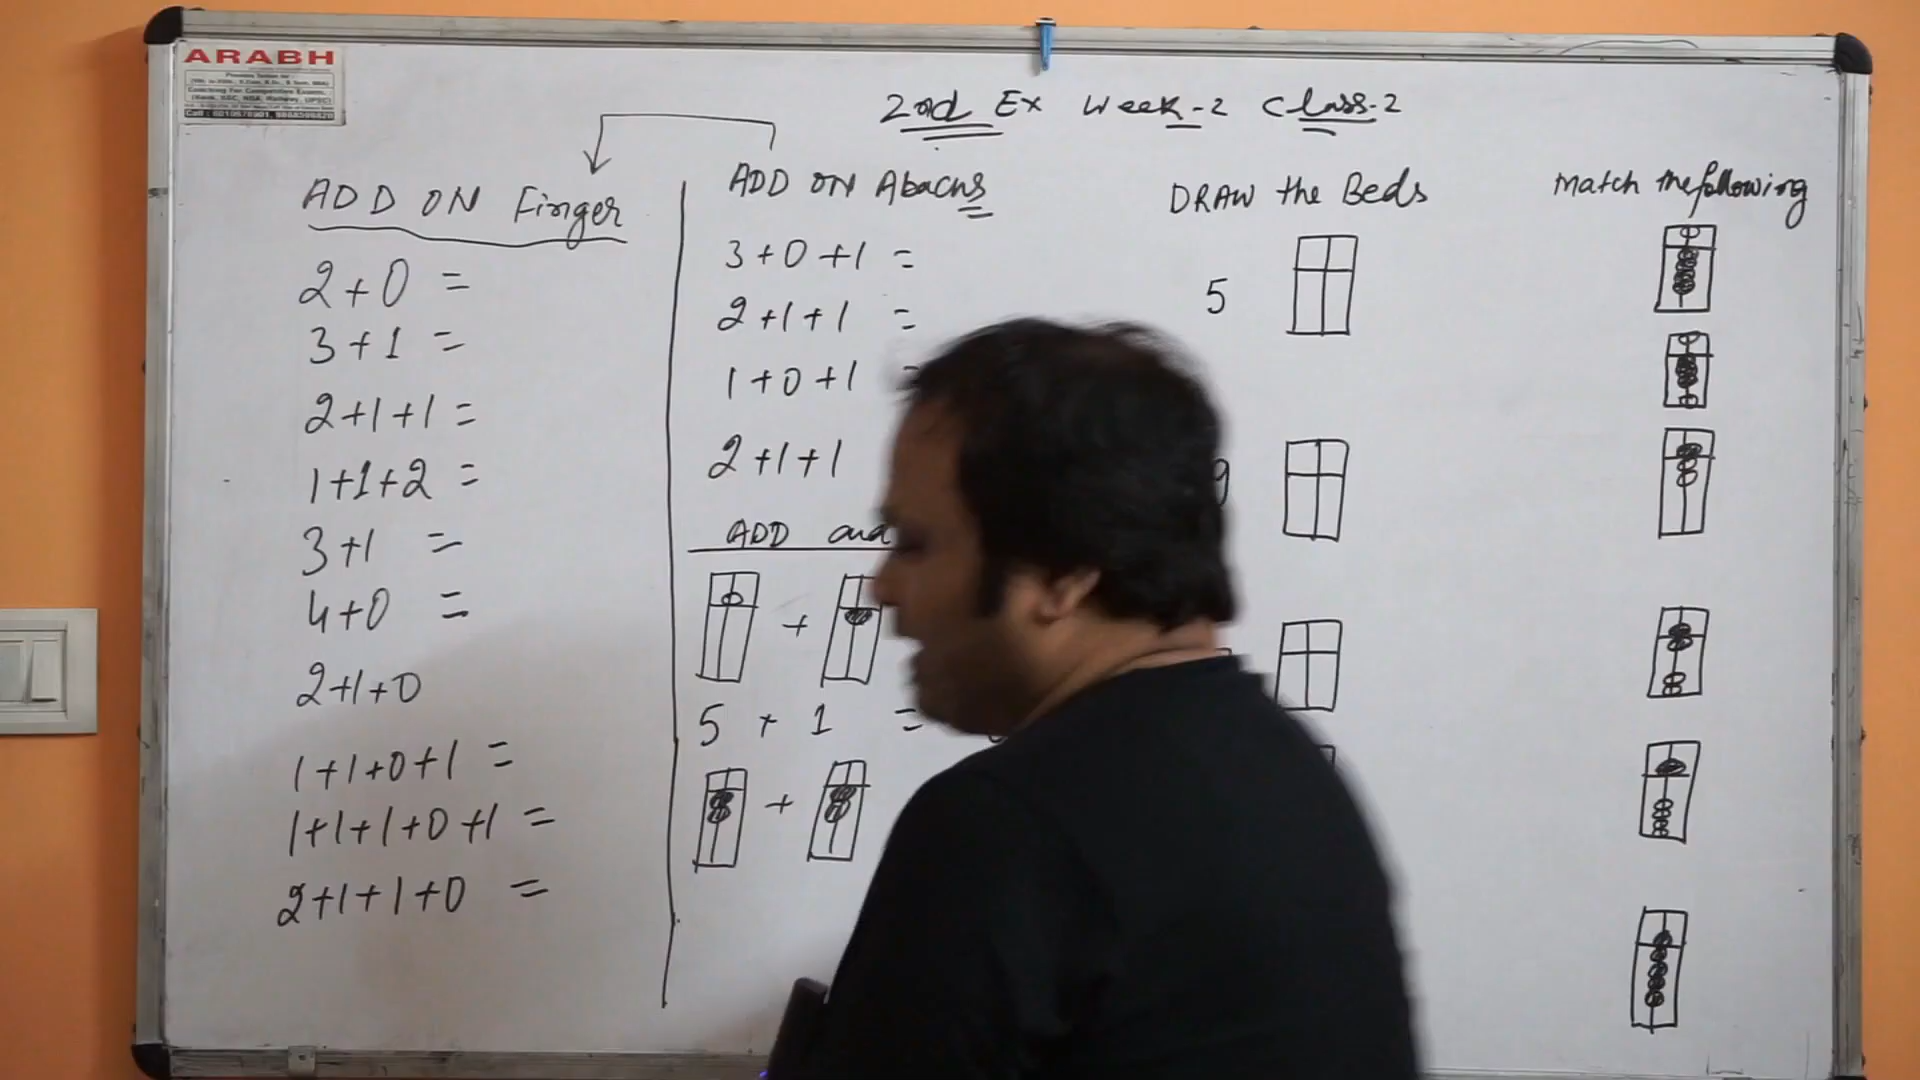 ARABH
2nd Ex Week-2 Class-2
ADD ON Finger
2+0 =
3+1 =
2+1+1 =
1+1+2 =
3+1 =
4+0 =
2+1+0
1+1+0+1 =
1+1+1+0+1 =
2+1+1+0 =
ADD ON Abacus
3+0+1 =
2+1+1 =
1+0+1 =
2+1+1
ADD and
+
5 + 1 =
+
DRAW the Beds
5
9
Match the following